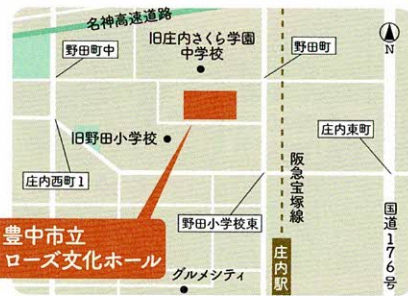 名神高速道路
旧庄内さくら学園
中学校
野田町中
野田町
N
旧野田小学校
庄内東町
阪急宝塚線
庄内西町1
野田小学校東
国道176号
豊中市立
ローズ文化ホール
庄内駅
グルメシティ